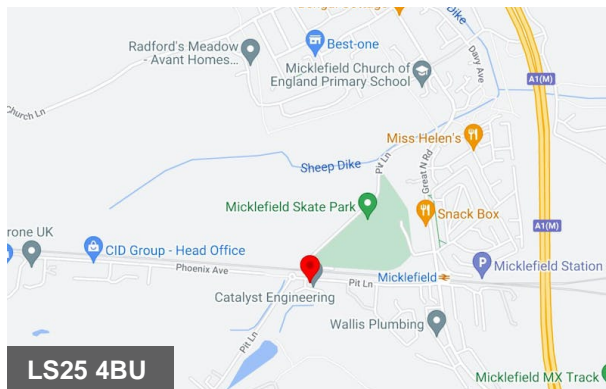 Radford's Meadow
- Avant Homes...
Best-one
Dike
Davy Ave
Micklefield Church of
England Primary School
A1(M)
Church Ln
Miss Helen's
Pit Ln
Great N Rd
Sheep Dike
Micklefield Skate Park
Snack Box
A1(M)
rone UK
CID Group - Head Office
Micklefield Station
Phoenix Ave
Micklefield
Pit Ln
Catalyst Engineering
Wallis Plumbing
Pit Ln
LS25 4BU
Micklefield MX Track